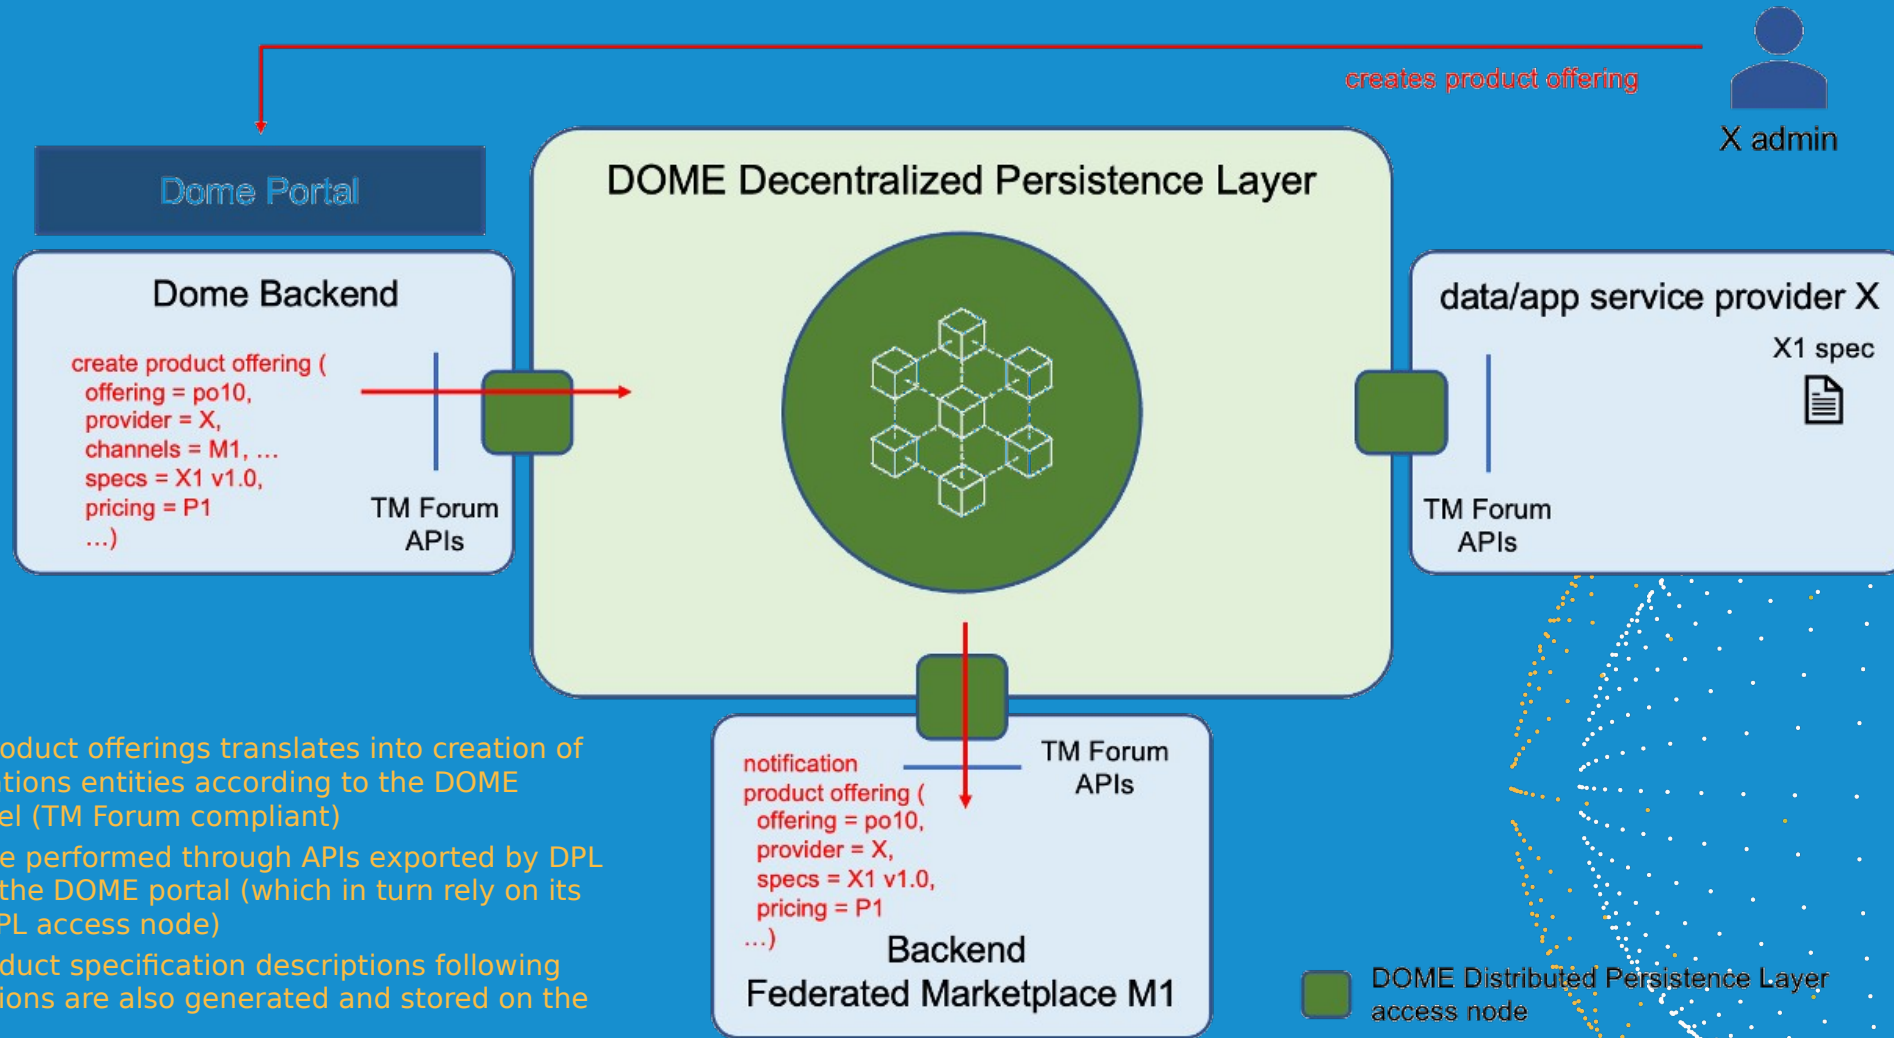 creates product offering
X admin
Dome Portal
DOME Decentralized Persistence Layer
Dome Backend
create product offering (
offering = po10,
provider = X,
channels = M1, …
specs = X1 v1.0,
pricing = P1
…)
TM Forum
APIs
data/app service provider X
X1 spec
TM Forum
APIs
oduct offerings translates into creation of
tions entities according to the DOME
el (TM Forum compliant)
e performed through APIs exported by DPL
the DOME portal (which in turn rely on its
PL access node)
duct specification descriptions following
ions are also generated and stored on the
notification
product offering (
offering = po10,
provider = X,
specs = X1 v1.0,
pricing = P1
…)
TM Forum
APIs
Backend
Federated Marketplace M1
DOME Distributed Persistence Layer
access node